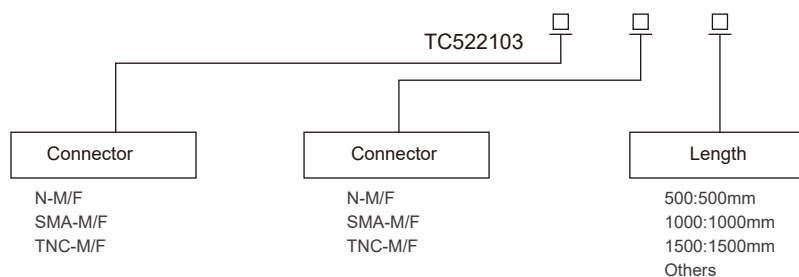 TC522103 □ □ □
Connector
N-M/F
SMA-M/F
TNC-M/F
Connector
N-M/F
SMA-M/F
TNC-M/F
Length
500:500mm
1000:1000mm
1500:1500mm
Others